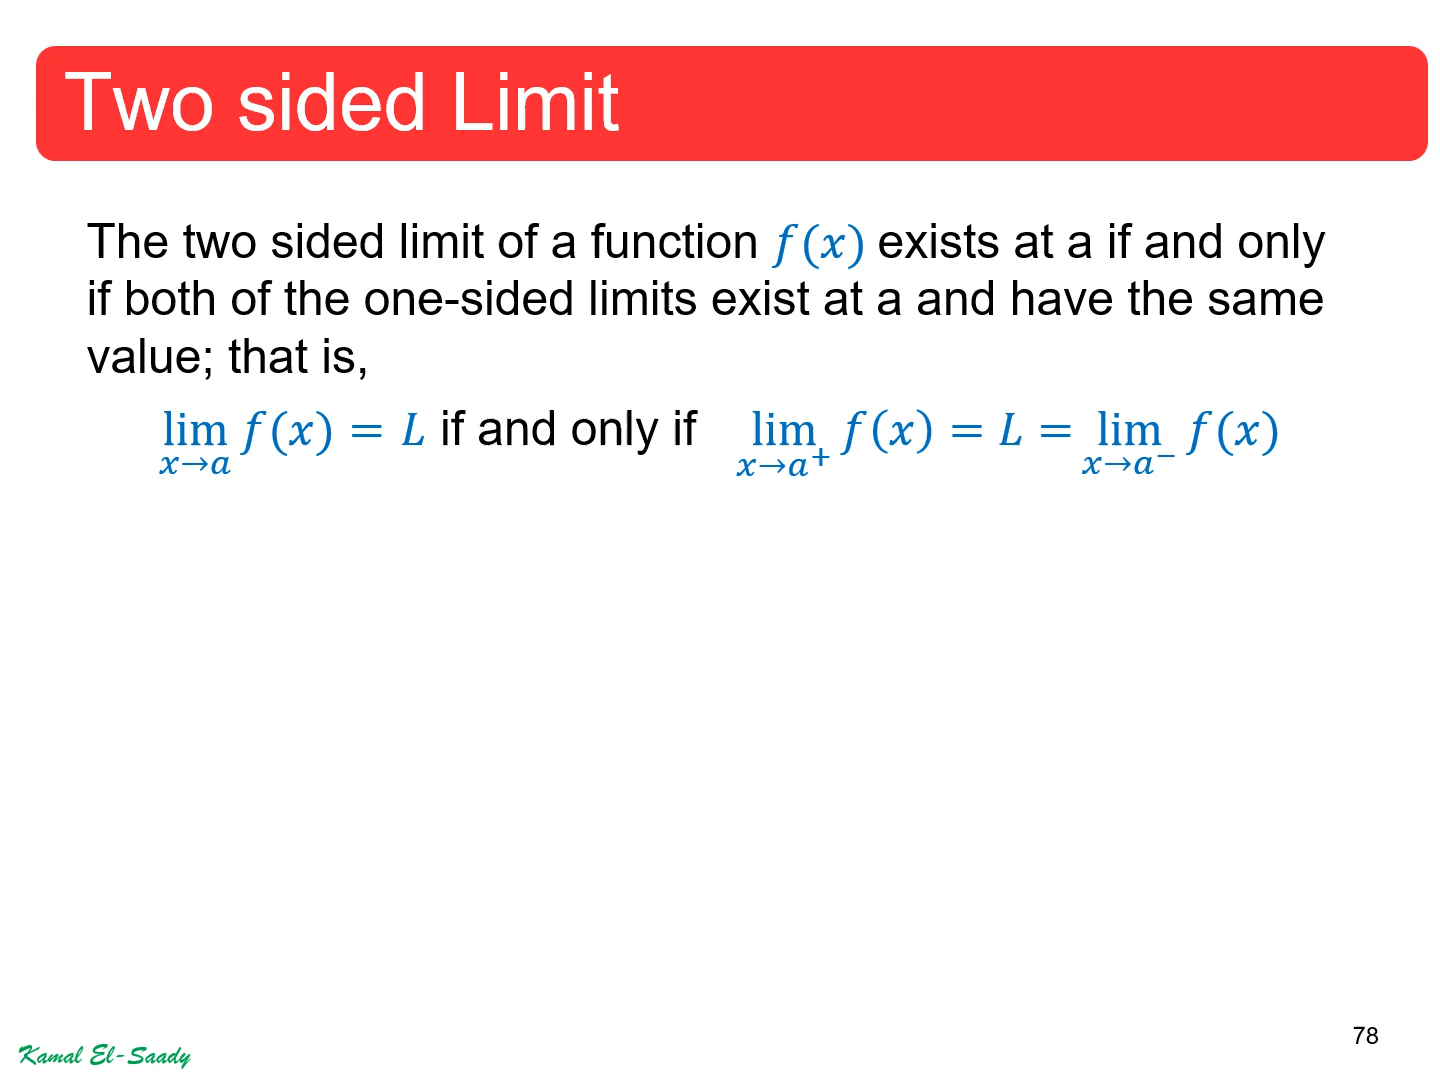 Two sided Limit
The two sided limit of a function f(x) exists at a if and only
if both of the one-sided limits exist at a and have the same
value; that is,
lim x→a f(x) = L if and only if lim x→a⁺ f(x) = L = lim x→a⁻ f(x)
78
Kamal El-Saady